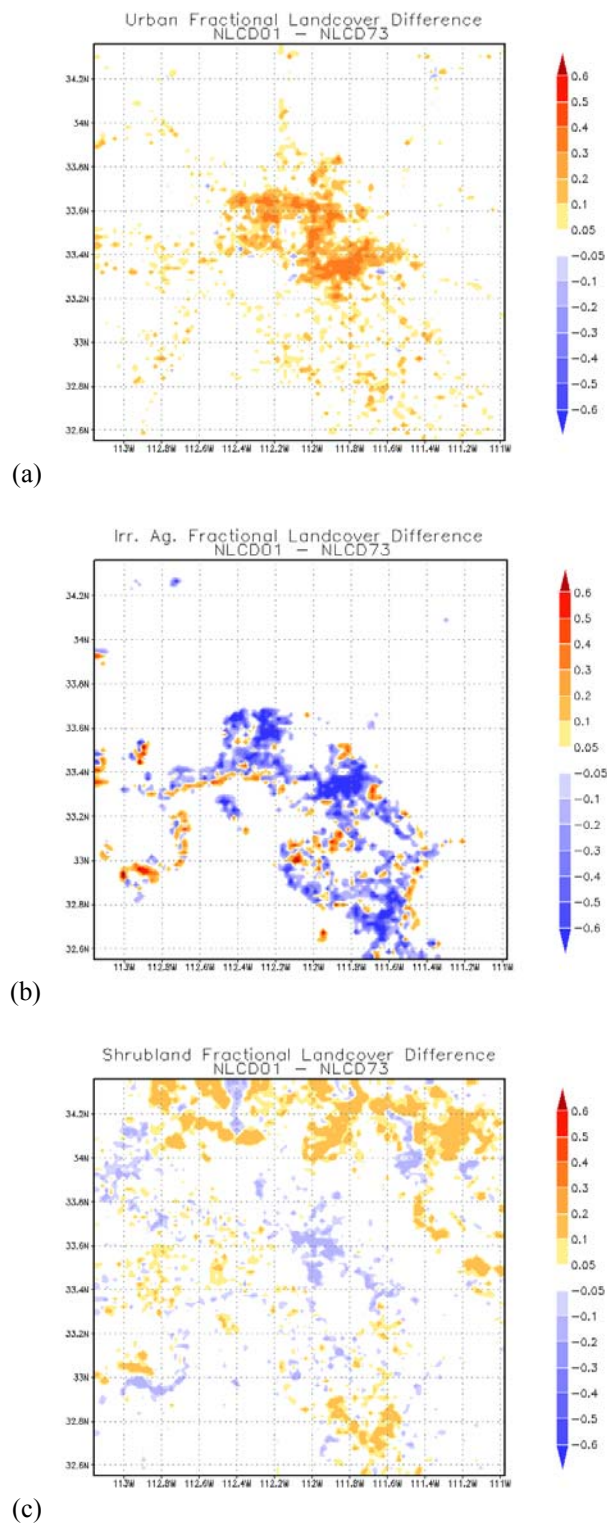 Urban Fractional Landcover Difference
NLCD01 – NLCD73
34.2N
34N
33.8N
33.6N
33.4N
33.2N
33N
32.8N
32.6N
113W 112.8W 112.6W 112.4W 112.2W 112W 111.8W 111.6W 111.4W 111.2W 111W
0.6
0.5
0.4
0.3
0.2
0.1
0.05
−0.05
−0.1
−0.2
−0.3
−0.4
−0.5
−0.6
(a)
Irr. Ag. Fractional Landcover Difference
NLCD01 – NLCD73
34.2N
34N
33.8N
33.6N
33.4N
33.2N
33N
32.8N
32.6N
113W 112.8W 112.6W 112.4W 112.2W 112W 111.8W 111.6W 111.4W 111.2W 111W
0.6
0.5
0.4
0.3
0.2
0.1
0.05
−0.05
−0.1
−0.2
−0.3
−0.4
−0.5
−0.6
(b)
Shrubland Fractional Landcover Difference
NLCD01 – NLCD73
34.2N
34N
33.8N
33.6N
33.4N
33.2N
33N
32.8N
32.6N
113W 112.8W 112.6W 112.4W 112.2W 112W 111.8W 111.6W 111.4W 111.2W 111W
0.6
0.5
0.4
0.3
0.2
0.1
0.05
−0.05
−0.1
−0.2
−0.3
−0.4
−0.5
−0.6
(c)